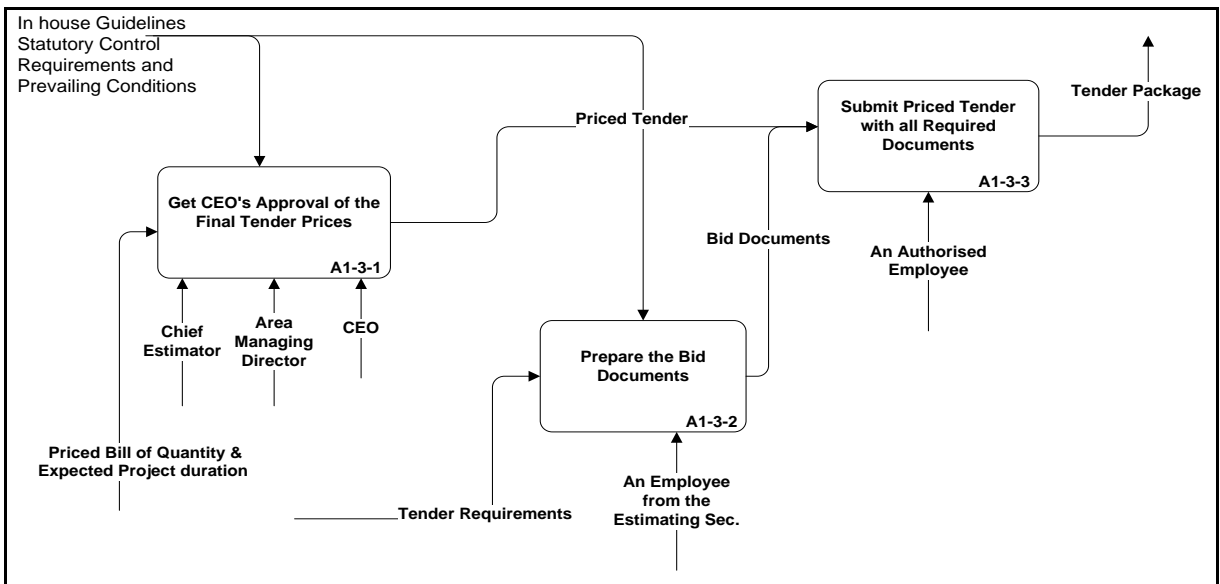 In house Guidelines
Statutory Control
Requirements and
Prevailing Conditions
Priced Tender
Submit Priced Tender
with all Required
Documents
A1-3-3
Tender Package
Get CEO's Approval of the
Final Tender Prices
A1-3-1
Bid Documents
An Authorised
Employee
Chief
Estimator
Area
Managing
Director
CEO
Prepare the Bid
Documents
A1-3-2
Priced Bill of Quantity &
Expected Project duration
Tender Requirements
An Employee
from the
Estimating Sec.